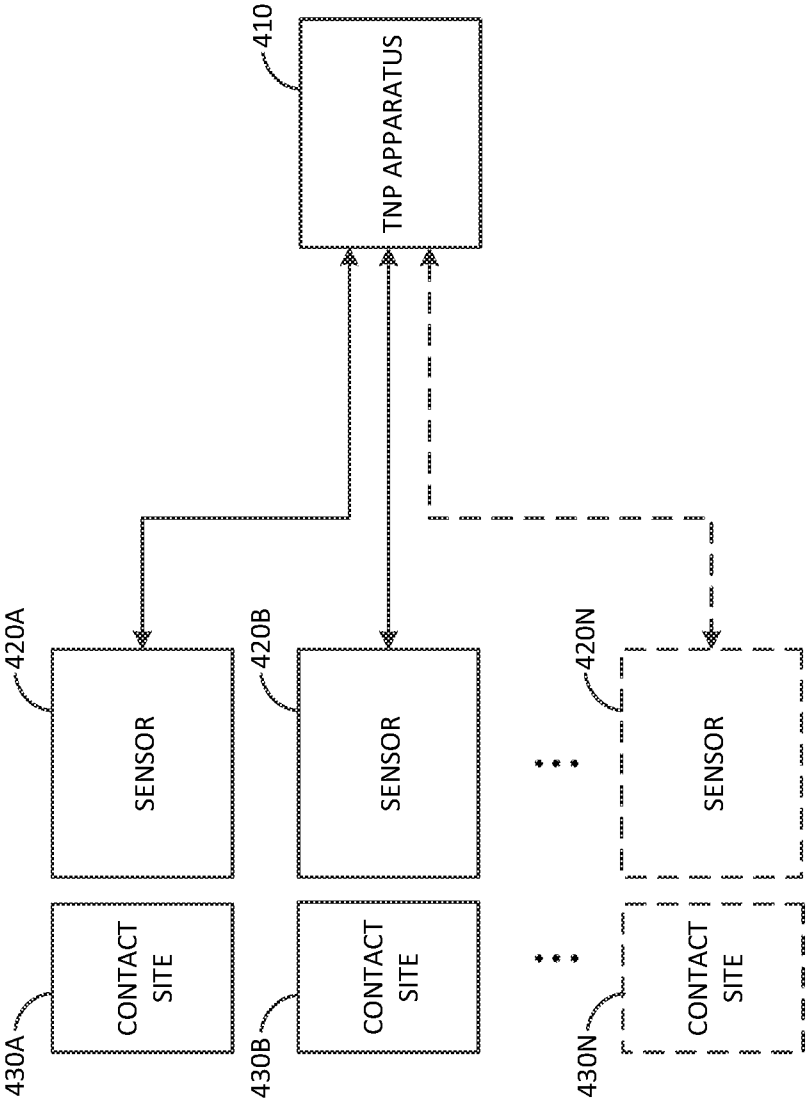 410
TNP APPARATUS
420A
SENSOR
420B
SENSOR
420N
SENSOR
430A
CONTACT
SITE
430B
CONTACT
SITE
430N
CONTACT
SITE